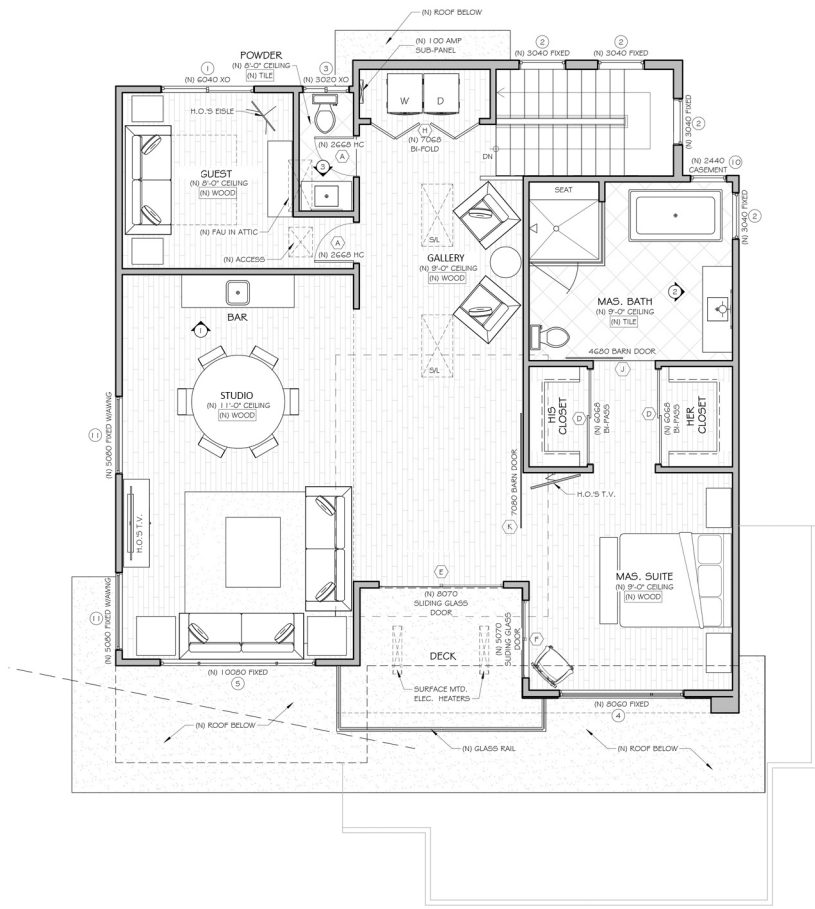 (N) ROOF BELOW
(N) 100 AMP
SUB-PANEL
2
(N) 3040 FIXED
2
(N) 3040 FIXED
POWDER
(N) 8'-0" CEILING
(N) TILE
1
(N) 6040 XO
3
(N) 3020 XO
W
D
H.O.'S EISLE
H
(N) 7068
BI-FOLD
(N) 3040 FIXED
2
(N) 2668 HC
A
3
DN
(N) 2440
CASEMENT
10
GUEST
(N) 8'-0" CEILING
(N) WOOD
SEAT
(N) 3040 FIXED
2
(N) FAU IN ATTIC
S/L
A
(N) ACCESS
(N) 2668 HC
GALLERY
(N) 9'-0" CEILING
(N) WOOD
2
MAS. BATH
(N) 9'-0" CEILING
(N) TILE
BAR
1
4680 BARN DOOR
J
S/L
STUDIO
(N) 11'-0" CEILING
(N) WOOD
HIS
CLOSET
D
(N) 6068
BI-PASS
D
(N) 6068
BI-PASS
HER
CLOSET
11
(N) 5080 FIXED W/AWNG
7080 BARN DOOR
H.O.'S T.V.
K
H.O.'S T.V.
E
MAS. SUITE
(N) 9'-0" CEILING
(N) WOOD
(N) 8070
SLIDING GLASS
DOOR
11
(N) 5080 FIXED W/AWNG
(N) 5070
SLIDING GLASS
DOOR
F
DECK
(N) 10080 FIXED
5
SURFACE MTD.
ELEC. HEATERS
(N) 8060 FIXED
4
(N) ROOF BELOW
(N) GLASS RAIL
(N) ROOF BELOW